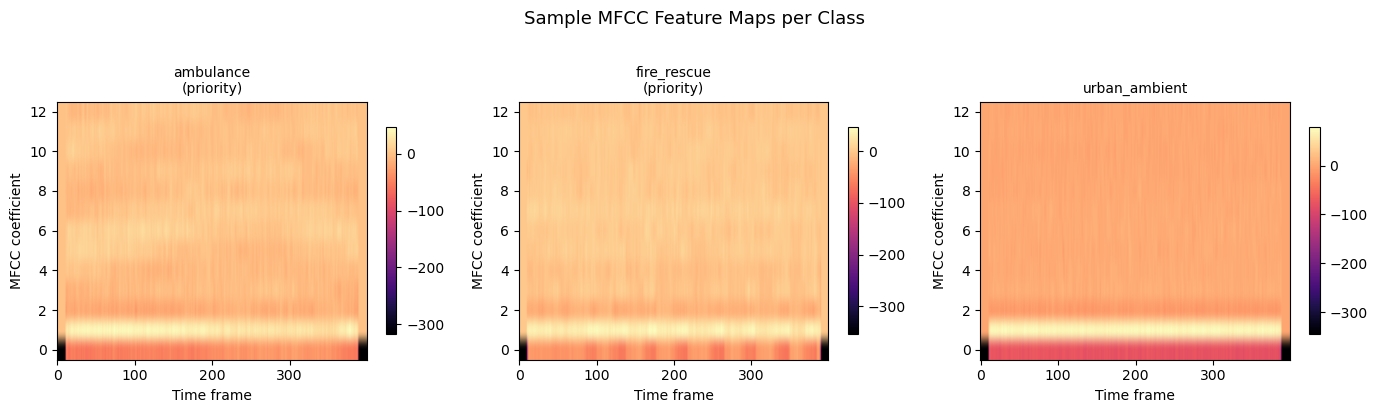 Sample MFCC Feature Maps per Class
ambulance
(priority)
MFCC coefficient
12
10
8
6
4
2
0
0 100 200 300
Time frame
0
−100
−200
−300
fire_rescue
(priority)
MFCC coefficient
12
10
8
6
4
2
0
0 100 200 300
Time frame
0
−100
−200
−300
urban_ambient
MFCC coefficient
12
10
8
6
4
2
0
0 100 200 300
Time frame
0
−100
−200
−300